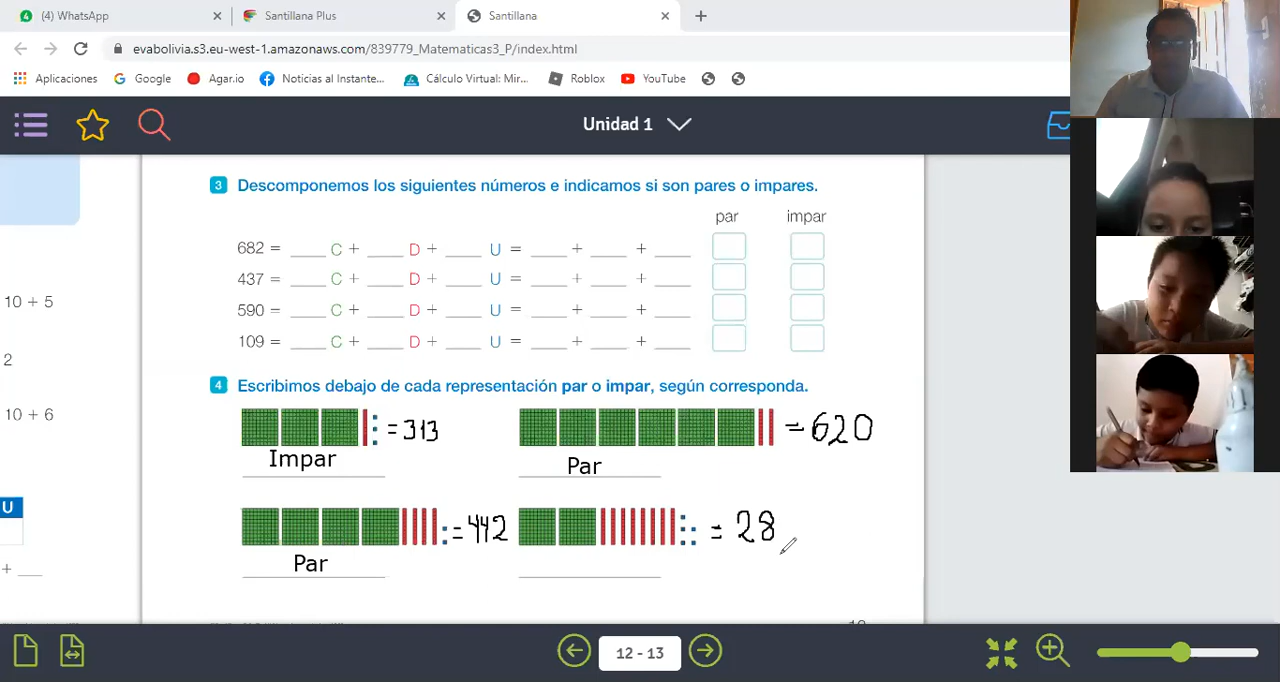 (4) WhatsApp
Santillana Plus
Santillana
evabolivia.s3.eu-west-1.amazonaws.com/839779_Matematicas3_P/index.html
Aplicaciones Google Agar.io Noticias al Instante... Cálculo Virtual: Mir... Roblox YouTube
Unidad 1
3 Descomponemos los siguientes números e indicamos si son pares o impares.
par impar
682 = ____ C + ____ D + ____ U = ____ + ____ + ____
437 = ____ C + ____ D + ____ U = ____ + ____ + ____
590 = ____ C + ____ D + ____ U = ____ + ____ + ____
109 = ____ C + ____ D + ____ U = ____ + ____ + ____
10 + 5
2
10 + 6
U
+ ___
4 Escribimos debajo de cada representación par o impar, según corresponda.
= 313
= 620
Impar
Par
= 442
= 28
Par
12 - 13